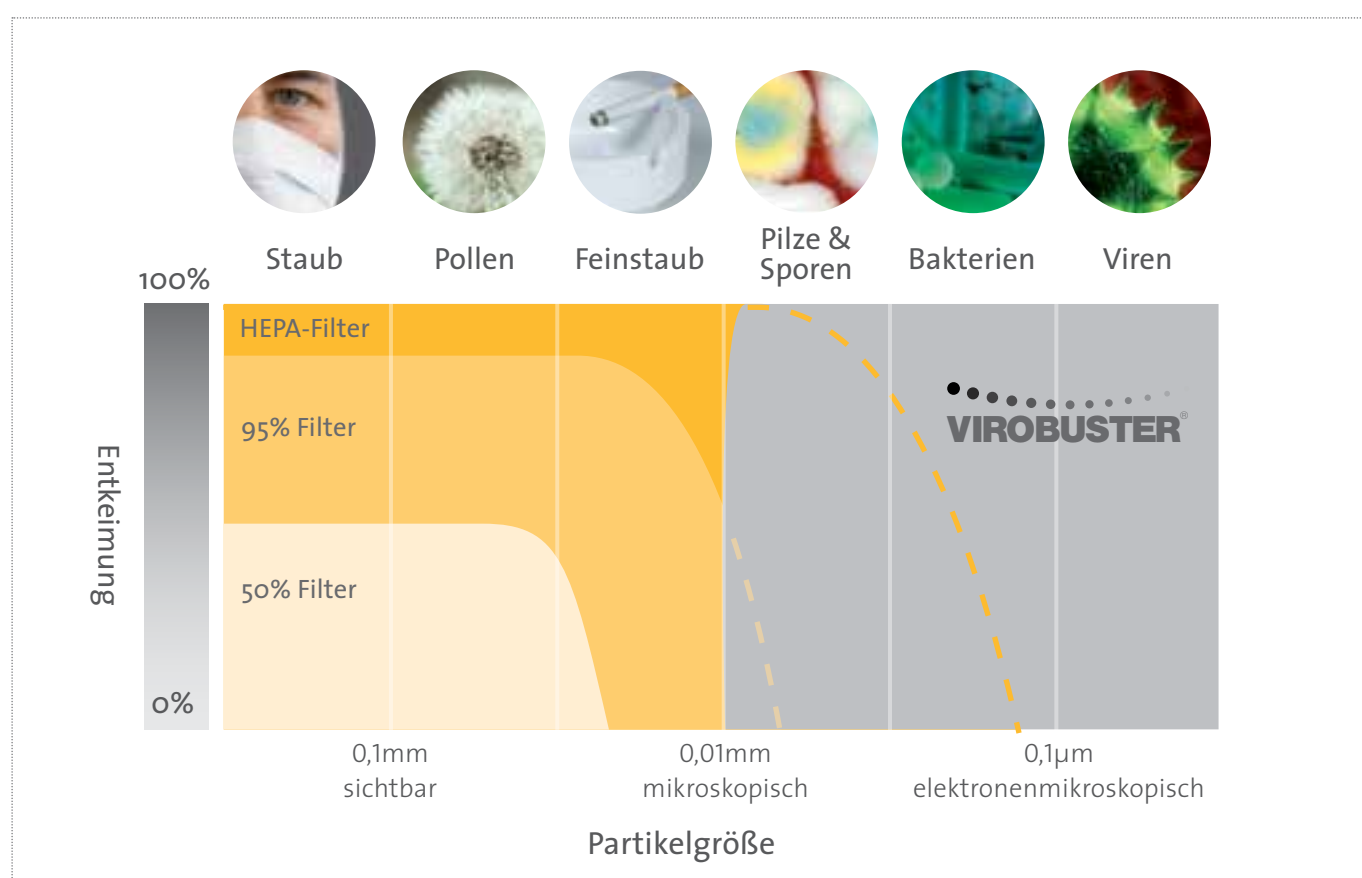 Staub
Pollen
Feinstaub
Pilze &
Sporen
Bakterien
Viren
100%
HEPA-Filter
95% Filter
50% Filter
0%
Entkeimung
VIROBUSTER®
0,1mm
sichtbar
0,01mm
mikroskopisch
0,1µm
elektronenmikroskopisch
Partikelgröße